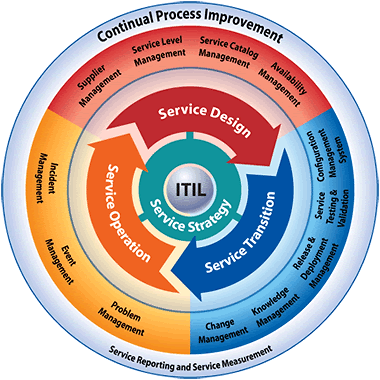 Continual Process Improvement
Supplier
Management
Service Level
Management
Service Catalog
Management
Availability
Management
Service Design
Configuration
Management
System
Service
Testing &
Validation
Release &
Deployment
Management
Knowledge
Management
Change
Management
Service Transition
Incident
Management
Event
Management
Problem
Management
Service Operation
ITIL
Service Strategy
Service Reporting and Service Measurement